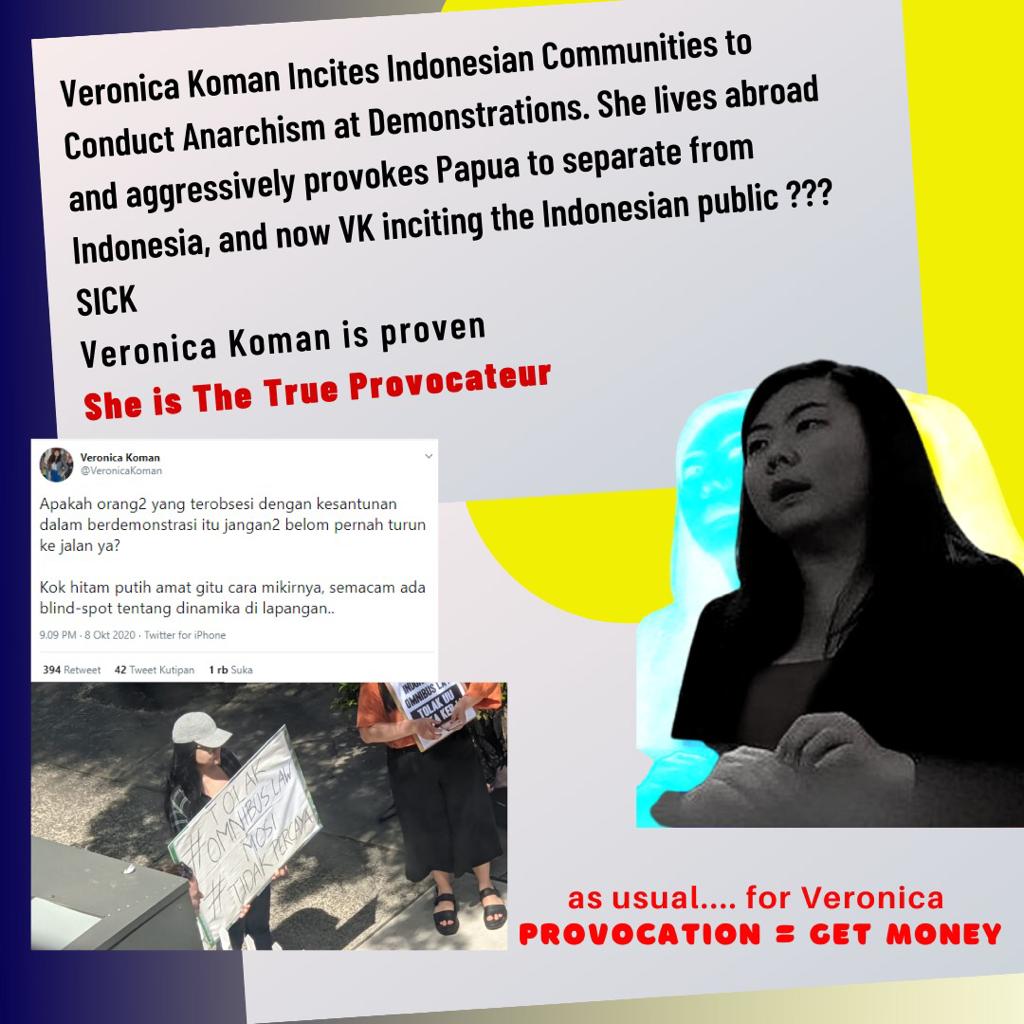 Veronica Koman Incites Indonesian Communities to
Conduct Anarchism at Demonstrations. She lives abroad
and aggressively provokes Papua to separate from
Indonesia, and now VK inciting the Indonesian public ???
SICK
Veronica Koman is proven
She is The True Provocateur
Veronica Koman
@VeronicaKoman
Apakah orang2 yang terobsesi dengan kesantunan
dalam berdemonstrasi itu jangan2 belom pernah turun
ke jalan ya?
Kok hitam putih amat gitu cara mikirnya, semacam ada
blind-spot tentang dinamika di lapangan..
9.09 PM · 8 Okt 2020 · Twitter for iPhone
394 Retweet 42 Tweet Kutipan 1 rb Suka
OMNIBUS LA
TOLAK UU
# TOLAK
OMNIBUS LAW
MOSI
# TIDAK PERCAYA
as usual.... for Veronica
PROVOCATION = GET MONEY